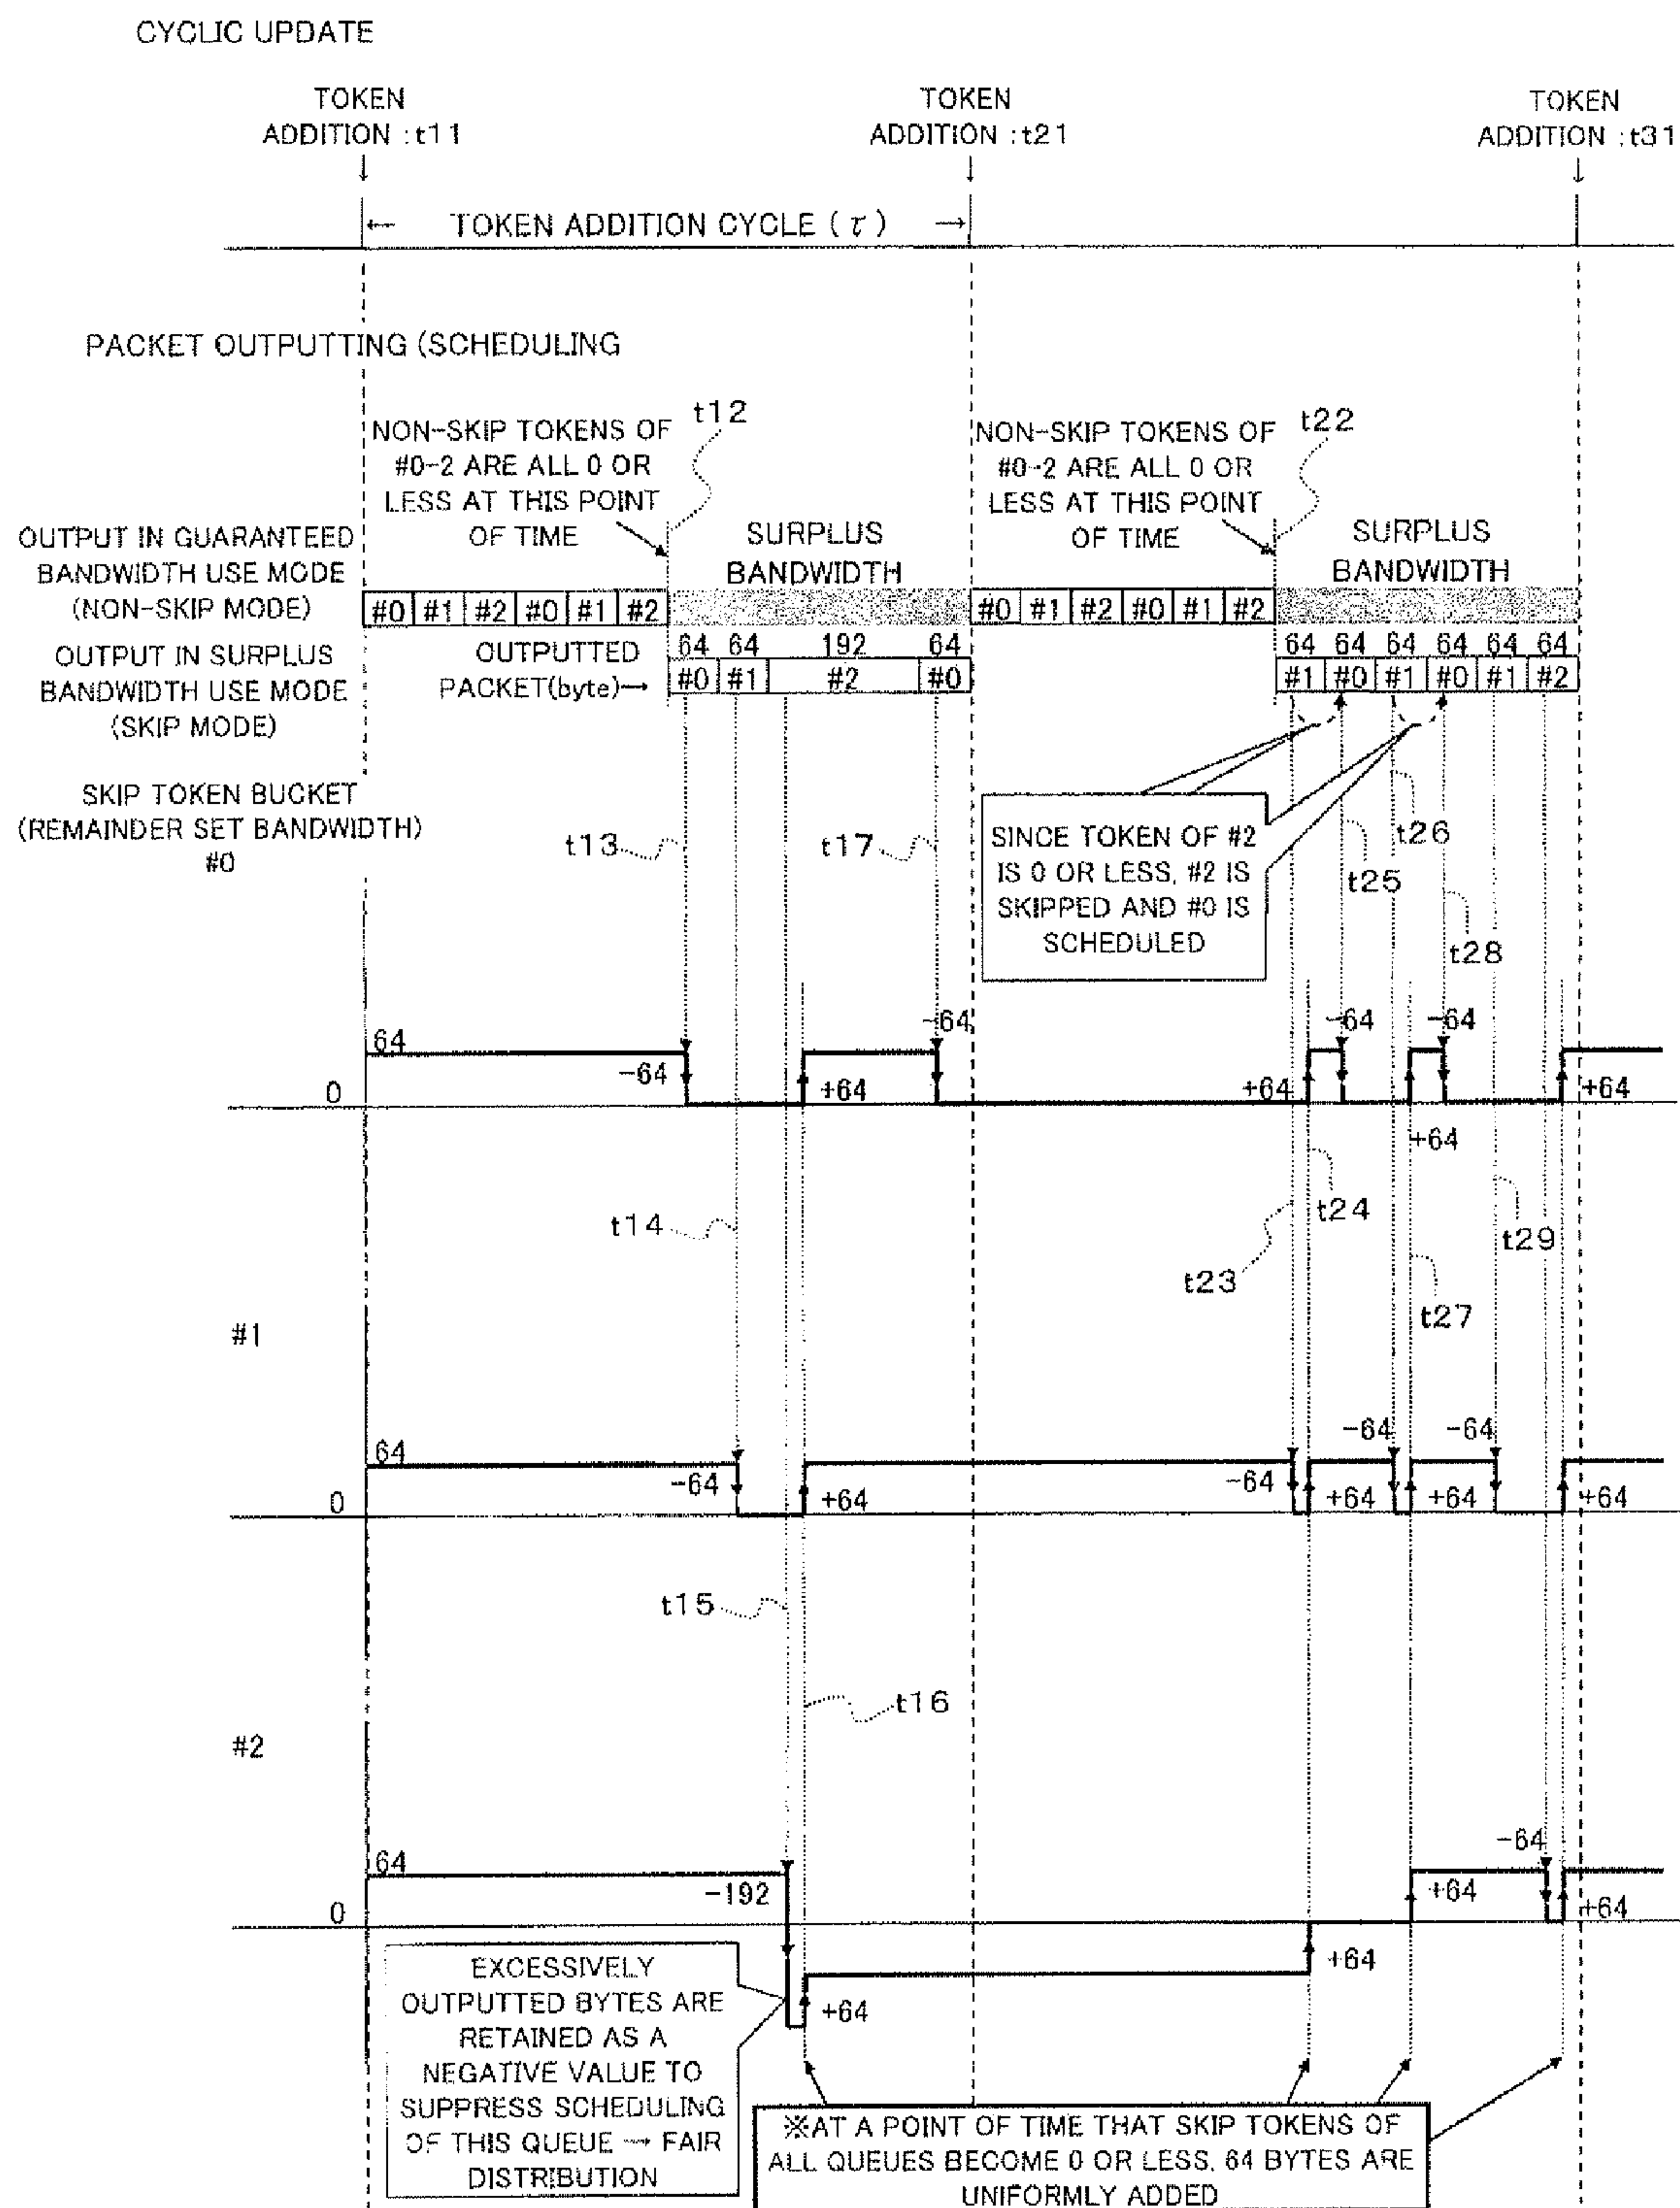 CYCLIC UPDATE
TOKEN
ADDITION :t11
TOKEN
ADDITION :t21
TOKEN
ADDITION :t31
← TOKEN ADDITION CYCLE ( τ ) →
PACKET OUTPUTTING (SCHEDULING
NON-SKIP TOKENS OF
#0-2 ARE ALL 0 OR
LESS AT THIS POINT
OF TIME
t12
NON-SKIP TOKENS OF
#0-2 ARE ALL 0 OR
LESS AT THIS POINT
OF TIME
t22
OUTPUT IN GUARANTEED
BANDWIDTH USE MODE
(NON-SKIP MODE)
SURPLUS
BANDWIDTH
SURPLUS
BANDWIDTH
#0 #1 #2 #0 #1 #2
#0 #1 #2 #0 #1 #2
OUTPUT IN SURPLUS
BANDWIDTH USE MODE
(SKIP MODE)
OUTPUTTED
PACKET(byte)→
64 64 192 64
#0 #1 #2 #0
64 64 64 64 64 64
#1 #0 #1 #0 #1 #2
SKIP TOKEN BUCKET
(REMAINDER SET BANDWIDTH)
#0
t13
t17
SINCE TOKEN OF #2
IS 0 OR LESS, #2 IS
SKIPPED AND #0 IS
SCHEDULED
t26
t25
t28
64
-64
+64
-64
+64
-64
+64
-64
+64
0
t14
t24
t23
t29
t27
#1
64
-64
+64
-64
+64
-64
+64
-64
+64
0
t15
t16
#2
64
-192
+64
+64
+64
-64
+64
0
EXCESSIVELY
OUTPUTTED BYTES ARE
RETAINED AS A
NEGATIVE VALUE TO
SUPPRESS SCHEDULING
OF THIS QUEUE → FAIR
DISTRIBUTION
※AT A POINT OF TIME THAT SKIP TOKENS OF
ALL QUEUES BECOME 0 OR LESS, 64 BYTES ARE
UNIFORMLY ADDED